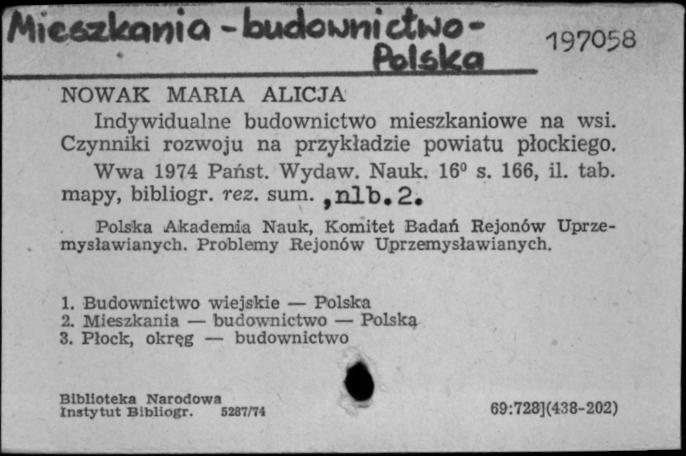 Mieszkania - budownictwo -
Polska
197058
NOWAK MARIA ALICJA
Indywidualne budownictwo mieszkaniowe na wsi.
Czynniki rozwoju na przykładzie powiatu płockiego.
Wwa 1974 Państ. Wydaw. Nauk. 16⁰ s. 166, il. tab.
mapy, bibliogr. rez. sum. , nlb. 2.
Polska Akademia Nauk, Komitet Badań Rejonów Uprze-
mysławianych. Problemy Rejonów Uprzemysławianych.
1. Budownictwo wiejskie — Polska
2. Mieszkania — budownictwo — Polską
3. Płock, okręg — budownictwo
Biblioteka Narodowa
Instytut Bibliogr. 5287/74
69:728](438-202)